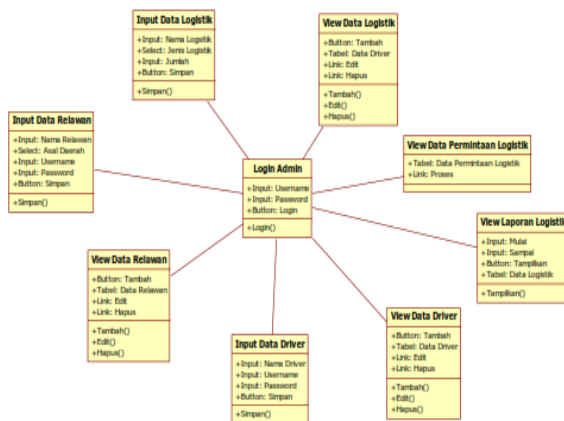 Input Data Logistik
+Input: Nama Logsitik
+Select: Jenis Logistik
+Input: Jumlah
+Button: Simpan
+Simpan()
View Data Logistik
+Button: Tambah
+Tabel: Data Driver
+Link: Edit
+Link: Hapus
+Tambah()
+Edit()
+Hapus()
Input Data Relawan
+Input: Nama Relawan
+Select: Asal Daerah
+Input: Username
+Input: Password
+Button: Simpan
+Simpan()
View Data Permintaan Logistik
+Tabel: Data Permintaan Logistik
+Link: Proses
Login Admin
+Input: Username
+Input: Password
+Button: Login
+Login()
View Laporan Logistik
+Input: Mulai
+Input: Sampai
+Button: Tampilkan
+Tabel: Data Logistik
+Tampilkan()
View Data Relawan
+Button: Tambah
+Tabel: Data Relawan
+Link: Edit
+Link: Hapus
+Tambah()
+Edit()
+Hapus()
Input Data Driver
+Input: Nama Driver
+Input: Username
+Input: Password
+Button: Simpan
+Simpan()
View Data Driver
+Button: Tambah
+Tabel: Data Driver
+Link: Edit
+Link: Hapus
+Tambah()
+Edit()
+Hapus()